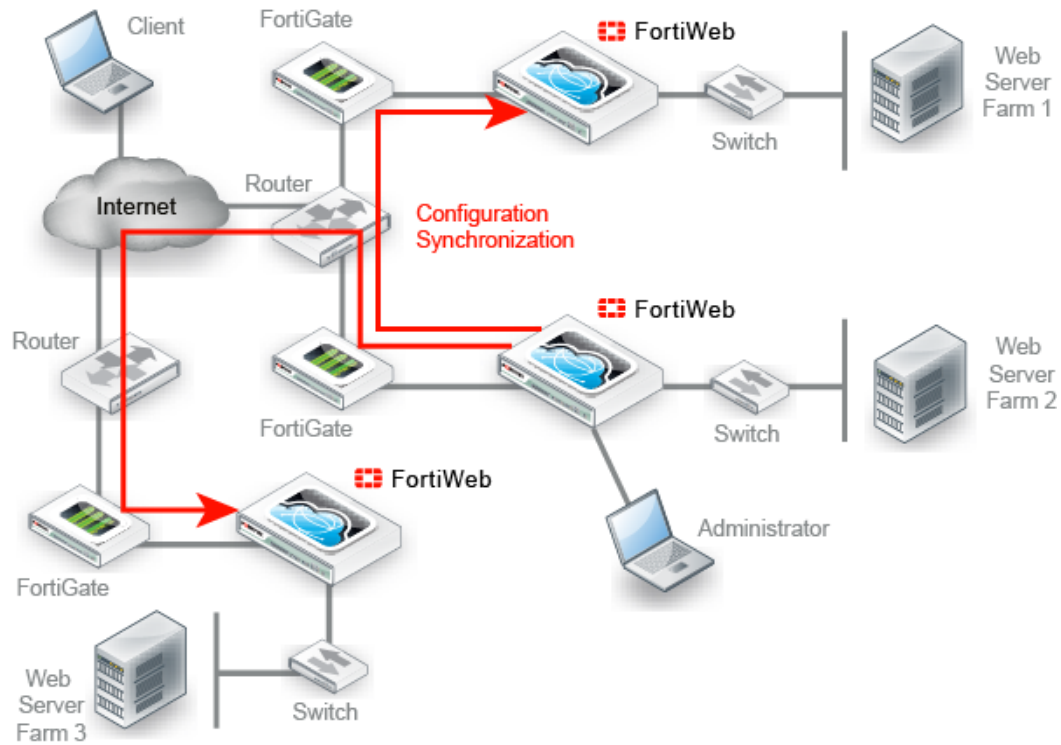 Client
FortiGate
FortiWeb
Web
Server
Farm 1
Switch
Router
Internet
Configuration
Synchronization
FortiWeb
Router
Web
Server
Farm 2
FortiGate
Switch
FortiWeb
Administrator
FortiGate
Web
Server
Farm 3
Switch